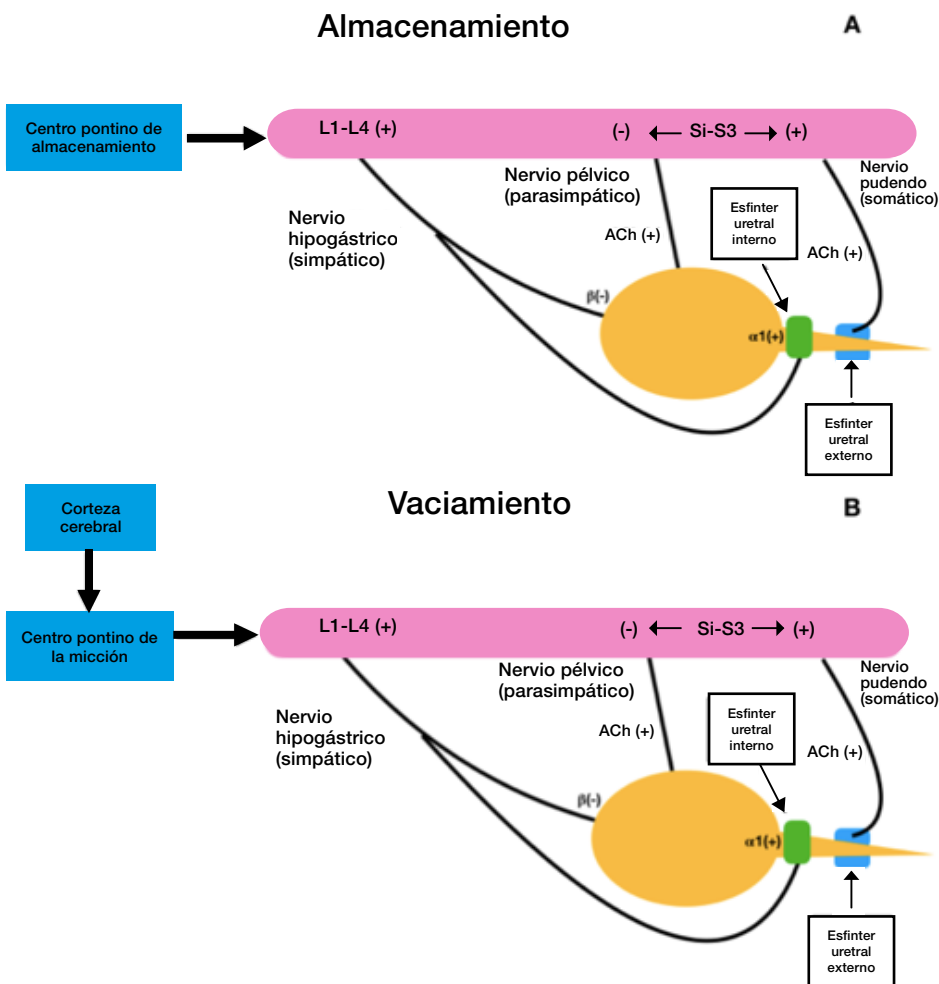 Almacenamiento
A
Centro pontino de
almacenamiento
L1-L4 (+)
(-)
Si-S3
(+)
Nervio
hipogástrico
(simpático)
Nervio pélvico
(parasimpático)
ACh (+)
Esfinter
uretral
interno
Nervio
pudendo
(somático)
ACh (+)
β(-)
α1(+)
Esfinter
uretral
externo
Vaciamiento
B
Corteza
cerebral
Centro pontino de
la micción
L1-L4 (+)
(-)
Si-S3
(+)
Nervio
hipogástrico
(simpático)
Nervio pélvico
(parasimpático)
ACh (+)
Esfinter
uretral
interno
Nervio
pudendo
(somático)
ACh (+)
β(-)
α1(+)
Esfinter
uretral
externo